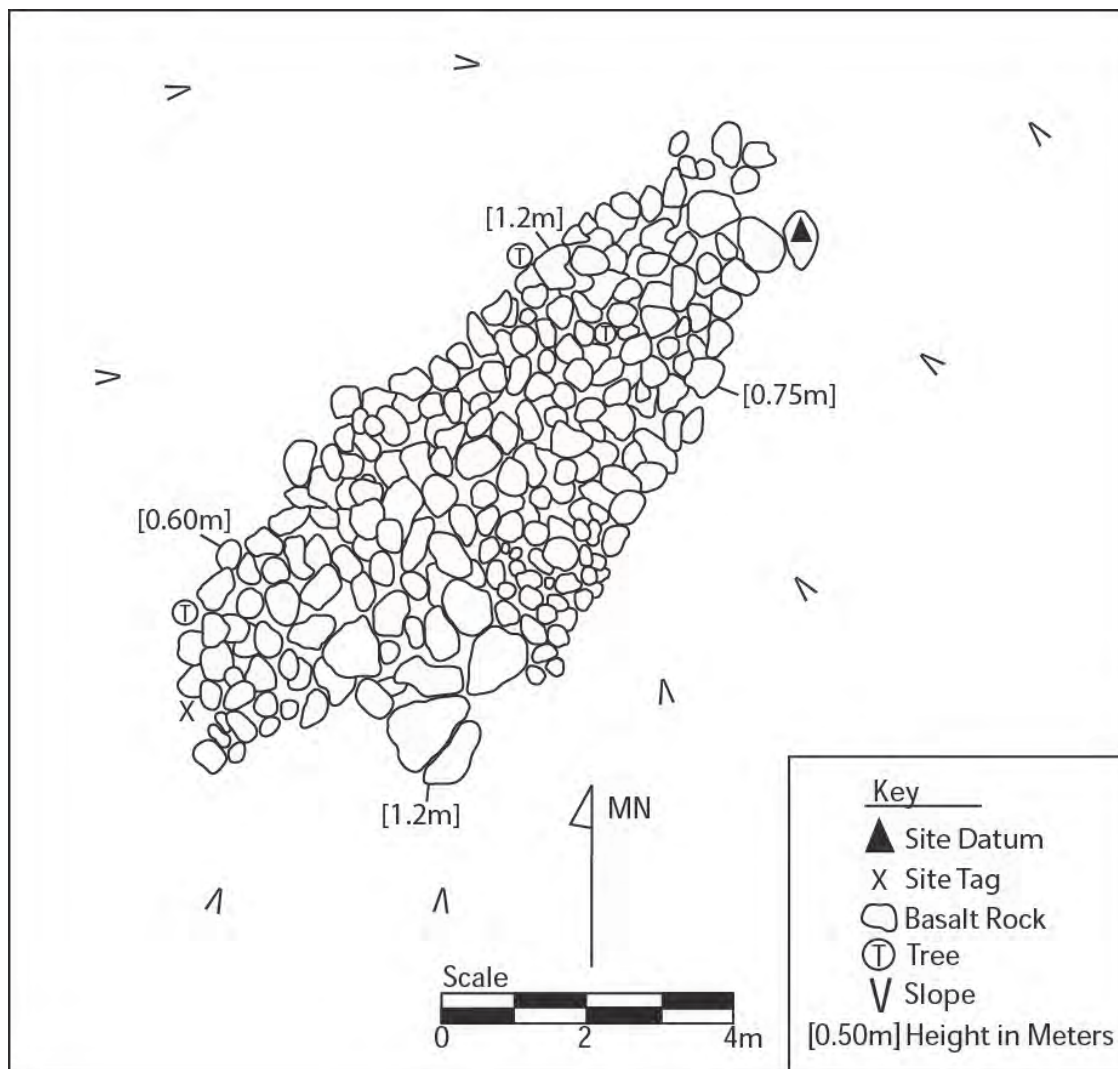 [1.2m]
T
T
[0.75m]
[0.60m]
T
X
[1.2m]
MN
Scale
0 2 4m
Key
Site Datum
X Site Tag
Basalt Rock
T Tree
V Slope
[0.50m] Height in Meters